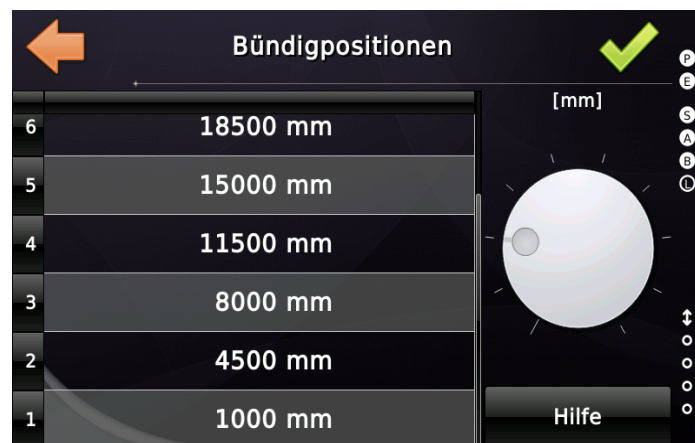 Bündigpositionen
[mm]
6 18500 mm
5 15000 mm
4 11500 mm
3 8000 mm
2 4500 mm
1 1000 mm
Hilfe
P
E
S
A
B
L